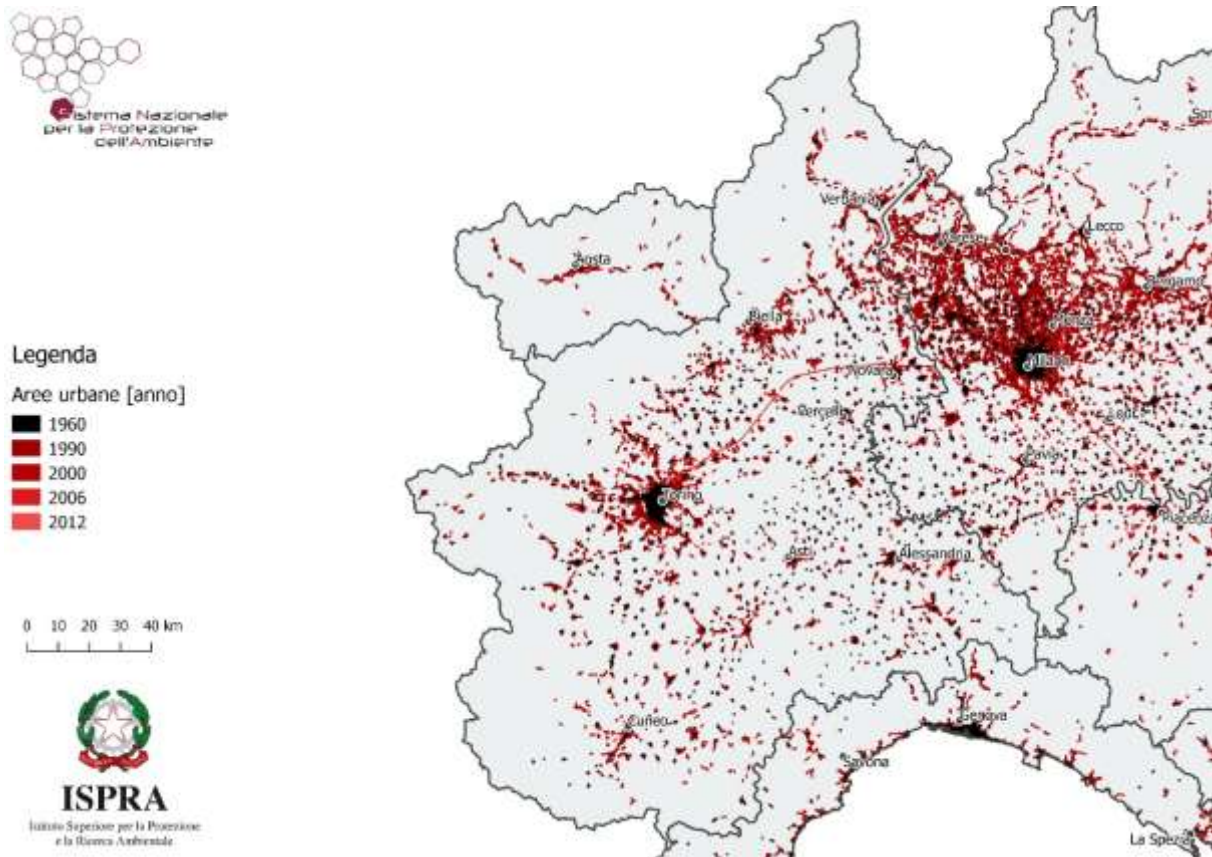 Sistema Nazionale
per la Protezione
dell'Ambiente
Legenda
Aree urbane [anno]
1960
1990
2000
2006
2012
0 10 20 30 40 km
ISPRA
Istituto Superiore per la Protezione
e la Ricerca Ambientale
Verbania
Varese
Lecco
Aosta
Bergamo
Biella
Monza
Milano
Novara
Vercelli
Lodi
Pavia
Torino
Piacenza
Asti
Alessandria
Cuneo
Genova
Savona
La Spezia